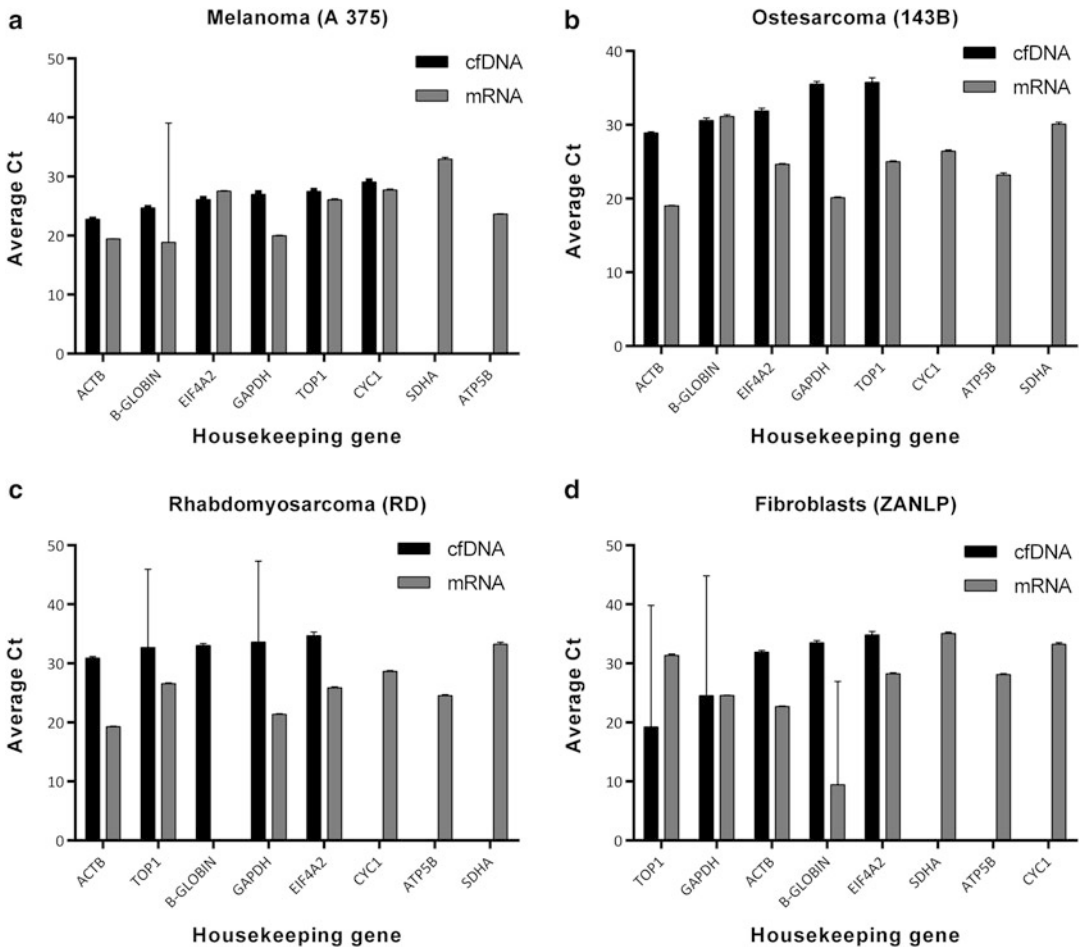 a
Melanoma (A 375)
cfDNA
mRNA
Average Ct
50
40
30
20
10
0
ACTB
B-GLOBIN
EIF4A2
GAPDH
TOP1
CYC1
SDHA
ATP5B
Housekeeping gene
b
Ostesarcoma (143B)
cfDNA
mRNA
Average Ct
40
30
20
10
0
ACTB
B-GLOBIN
EIF4A2
GAPDH
TOP1
CYC1
ATP5B
SDHA
Housekeeping gene
c
Rhabdomyosarcoma (RD)
cfDNA
mRNA
Average Ct
50
40
30
20
10
0
ACTB
TOP1
B-GLOBIN
GAPDH
EIF4A2
CYC1
ATP5B
SDHA
Housekeeping gene
d
Fibroblasts (ZANLP)
cfDNA
mRNA
Average Ct
50
40
30
20
10
0
TOP1
GAPDH
ACTB
B-GLOBIN
EIF4A2
SDHA
ATP5B
CYC1
Housekeeping gene